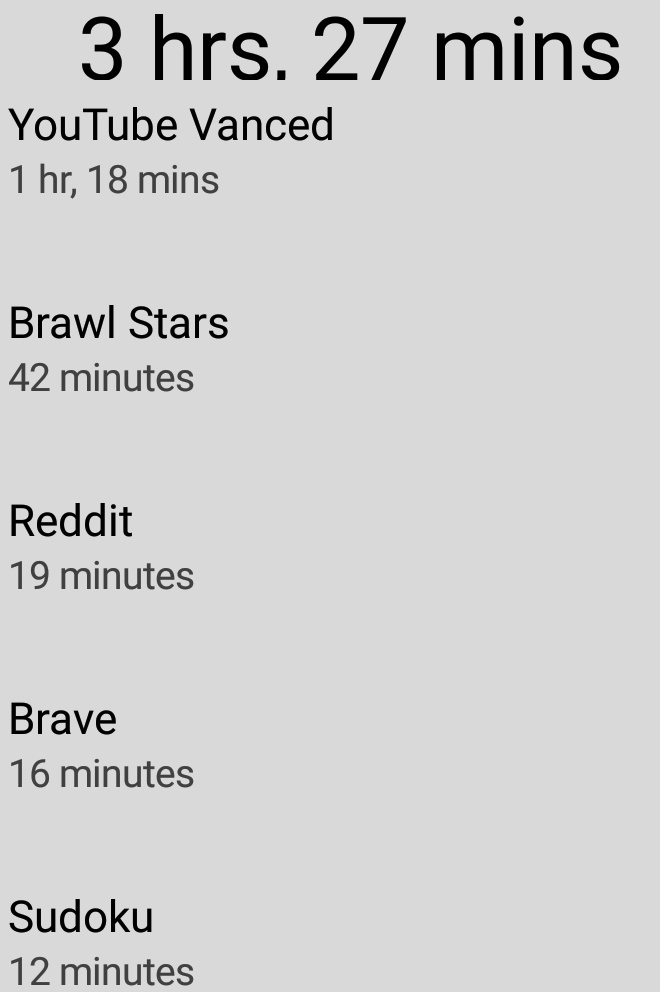 3 hrs. 27 mins
YouTube Vanced
1 hr, 18 mins
Brawl Stars
42 minutes
Reddit
19 minutes
Brave
16 minutes
Sudoku
12 minutes